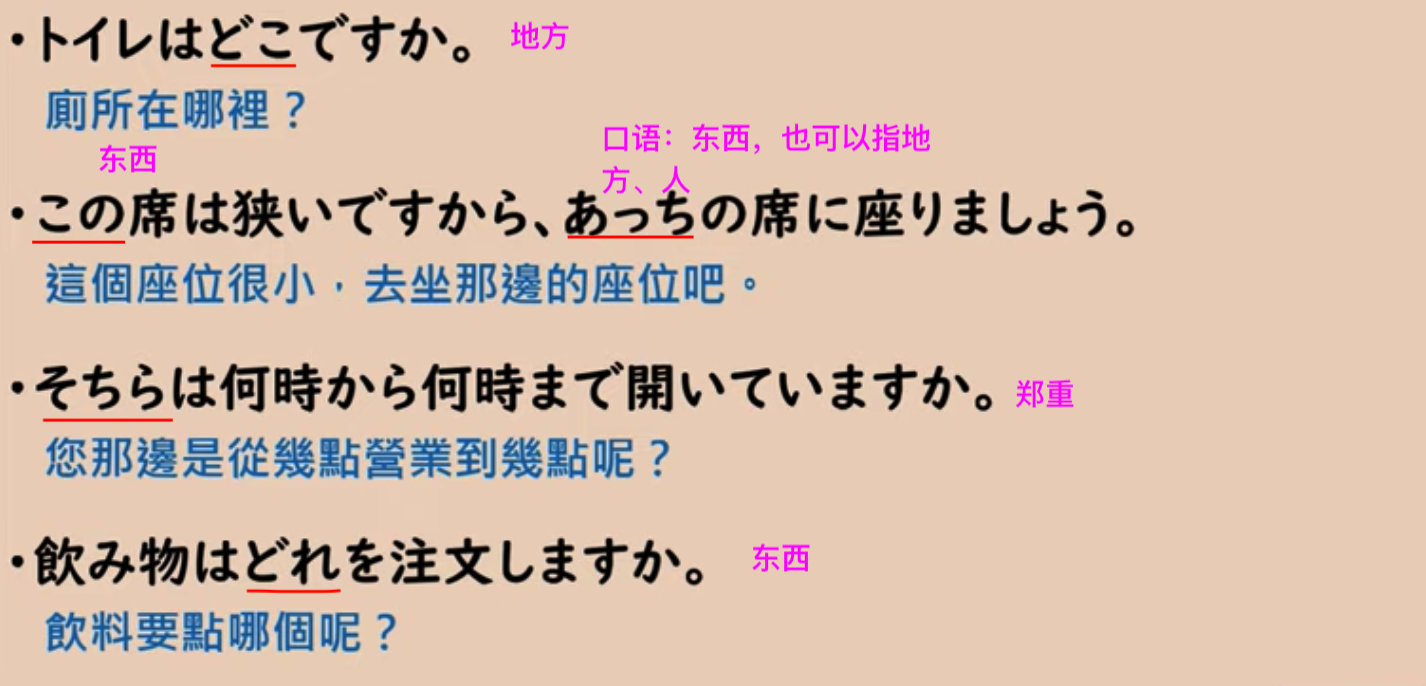 ・トイレはどこですか。 地方
廁所在哪裡？
东西
口语：东西，也可以指地
方、人
・この席は狭いですから、あっちの席に座りましょう。
這個座位很小，去坐那邊的座位吧。
・そちらは何時から何時まで開いていますか。 郑重
您那邊是從幾點營業到幾點呢？
・飲み物はどれを注文しますか。 东西
飲料要點哪個呢？